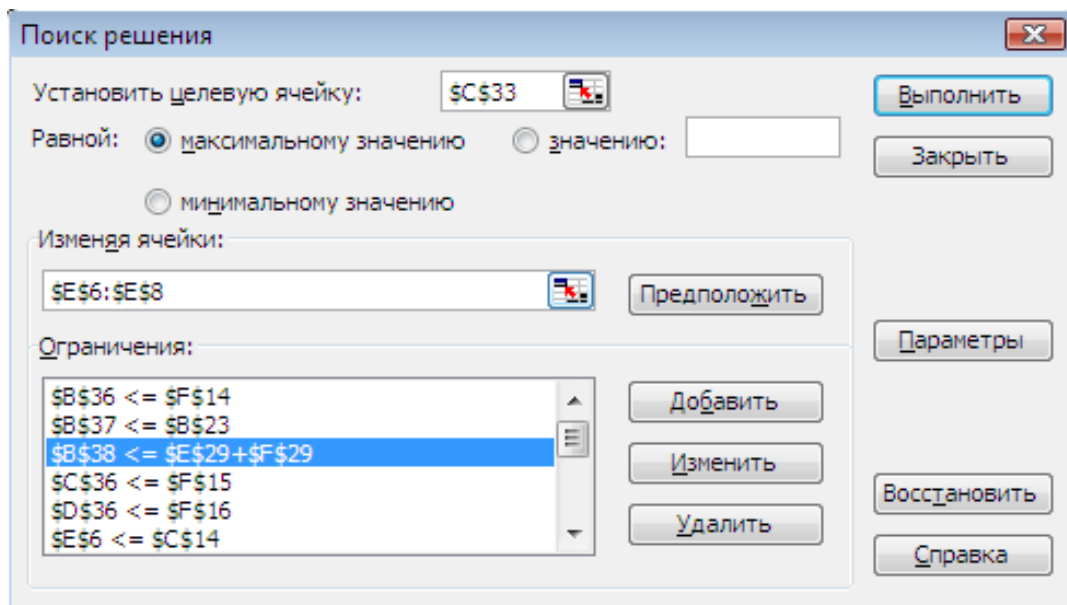 Поиск решения
Установить целевую ячейку: $C$33 Выполнить
Равной: максимальному значению значению: Закрыть
минимальному значению
Изменяя ячейки:
$E$6:$E$8 Предположить
Параметры
Ограничения:
$B$36 <= $F$14 Добавить
$B$37 <= $B$23
$B$38 <= $E$29+$F$29 Изменить
$C$36 <= $F$15 Восстановить
$D$36 <= $F$16 Удалить
$E$6 <= $C$14 Справка